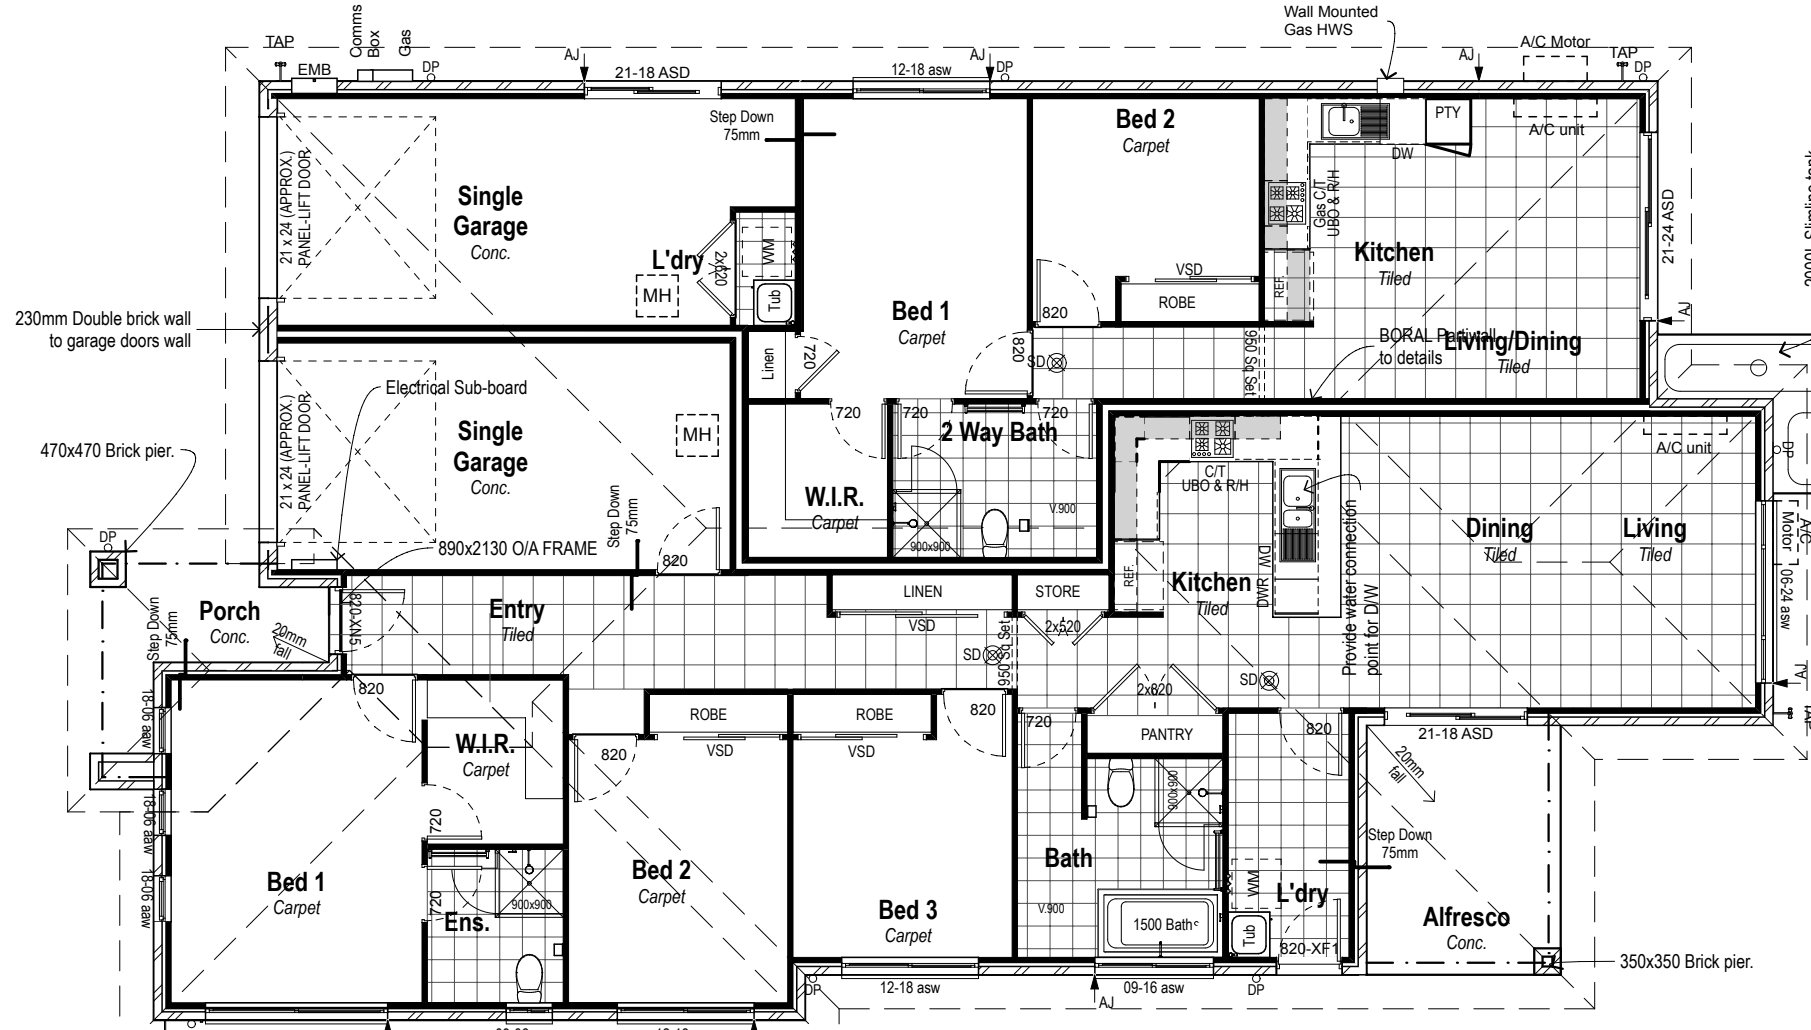 Comms
Box
Gas
TAP
EMB
DP
AJ
21-18 ASD
12-18 asw
AJ
DP
Wall Mounted
Gas HWS
AJ
A/C Motor
TAP
DP
Step Down
75mm
Bed 2
Carpet
PTY
DW
A/C unit
21 x 24 (APPROX.)
PANEL-LIFT DOOR
Single
Garage
Conc.
L'dry
2x620
WM
Tub
MH
Bed 1
Carpet
VSD
ROBE
820
Gas C/T
UBO & R/H
REF.
Kitchen
Tiled
21-24 ASD
AJ
230mm Double brick wall
to garage doors wall
Linen
720
820
SD
950 Sq Set
BORAL Partiwall
to details
Living/Dining
Tiled
Electrical Sub-board
21 x 24 (APPROX.)
PANEL-LIFT DOOR
Single
Garage
Conc.
MH
720
720
720
2 Way Bath
470x470 Brick pier.
W.I.R.
Carpet
900x900
V.900
C/T
UBO & R/H
A/C unit
DP
Dining
Tiled
Living
Tiled
A/C
Motor
06-24 asw
Step Down
75mm
DP
890x2130 O/A FRAME
820
REF.
Kitchen
Tiled
DW
DWR
Provide water connection
point for D/W
Porch
Conc.
820-XN5
Entry
Tiled
LINEN
VSD
STORE
2x520
Step Down
75mm
20mm
fall
SD
950 Sq Set
SD
AJ
TAP
18-06 aaw
820
W.I.R.
Carpet
ROBE
VSD
ROBE
VSD
820
820
720
2x820
PANTRY
820
21-18 ASD
20mm
fall
18-06 aaw
720
900x900
Step Down
75mm
18-06 aaw
Bed 1
Carpet
720
900x900
Ens.
Bed 2
Carpet
Bed 3
Carpet
Bath
V.900
1500 Bath
WM
Tub
L'dry
820-XF1
Alfresco
Conc.
350x350 Brick pier.
DP
12-18 asw
AJ
09-16 asw
DP